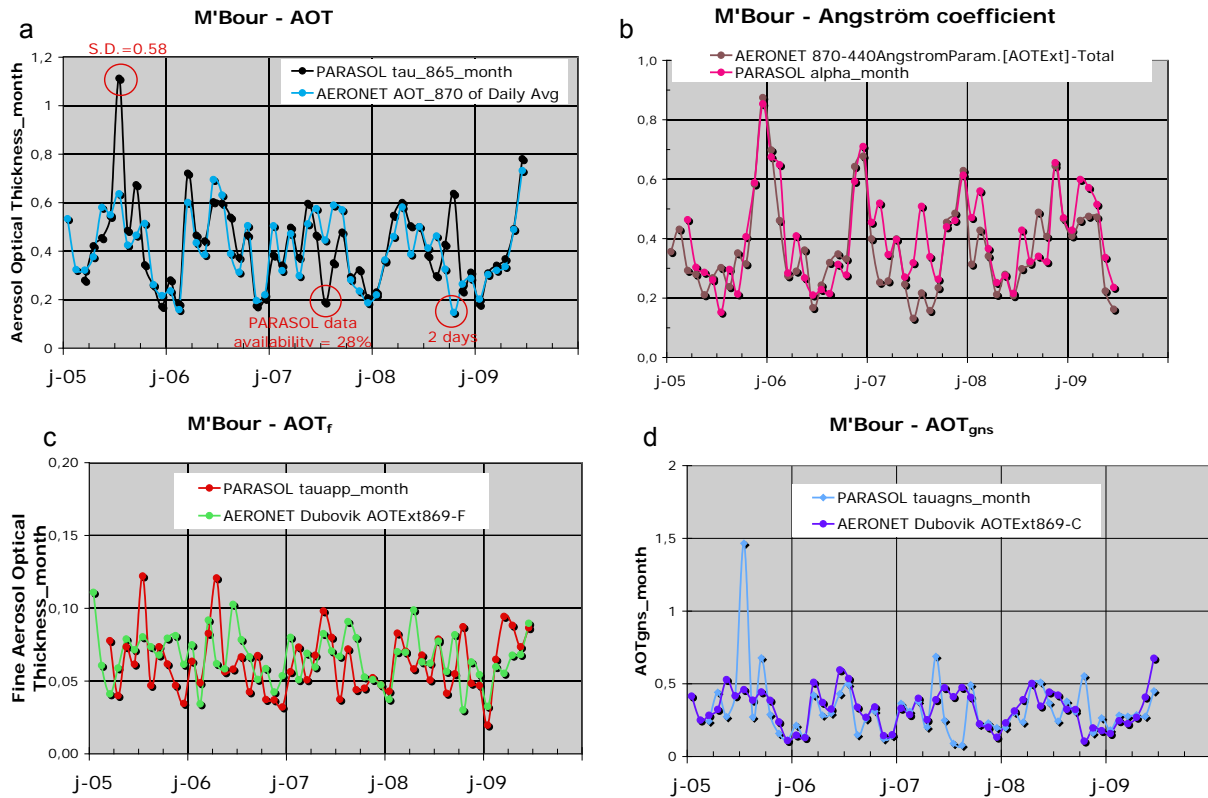 a
M'Bour - AOT
S.D.=0.58
PARASOL tau_865_month
AERONET AOT_870 of Daily Avg
Aerosol Optical Thickness_month
1,2
1
0,8
0,6
0,4
0,2
0
PARASOL data
availability = 28%
2 days
j-05 j-06 j-07 j-08 j-09
b
M'Bour - Angström coefficient
AERONET 870-440AngstromParam.[AOTExt]-Total
PARASOL alpha_month
1,0
0,8
0,6
0,4
0,2
0,0
j-05 j-06 j-07 j-08 j-09
c
M'Bour - AOTf
PARASOL tauapp_month
AERONET Dubovik AOTExt869-F
Fine Aerosol Optical
Thickness_month
0,20
0,15
0,10
0,05
0,00
j-05 j-06 j-07 j-08 j-09
d
M'Bour - AOTgns
PARASOL tauagns_month
AERONET Dubovik AOTExt869-C
AOTgns_month
2
1,5
1
0,5
0
j-05 j-06 j-07 j-08 j-09